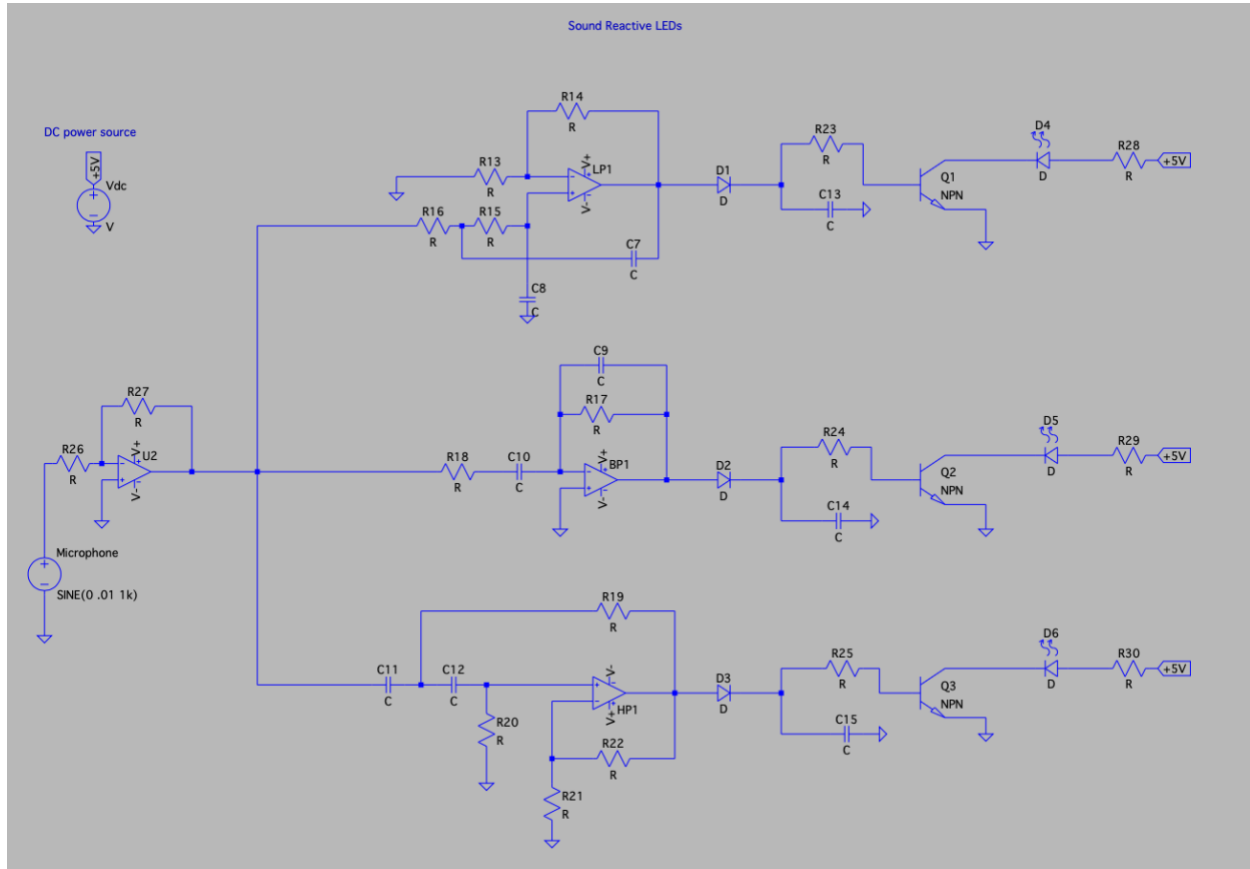 Sound Reactive LEDs
DC power source
+5V
Vdc
V
R14
R
R13
R
V+
LP1
V-
R16
R
R15
R
C7
C
C8
C
D1
D
R23
R
C13
C
Q1
NPN
D4
D
R28
R
+5V
C9
C
R17
R
R18
R
C10
C
V+
BP1
V-
D2
D
R24
R
C14
C
Q2
NPN
D5
D
R29
R
+5V
R27
R
R26
R
V+
U2
V-
Microphone
SINE(0 .01 1k)
R19
R
C11
C
C12
C
V-
HP1
V+
R20
R
R22
R
R21
R
D3
D
R25
R
C15
C
Q3
NPN
D6
D
R30
R
+5V